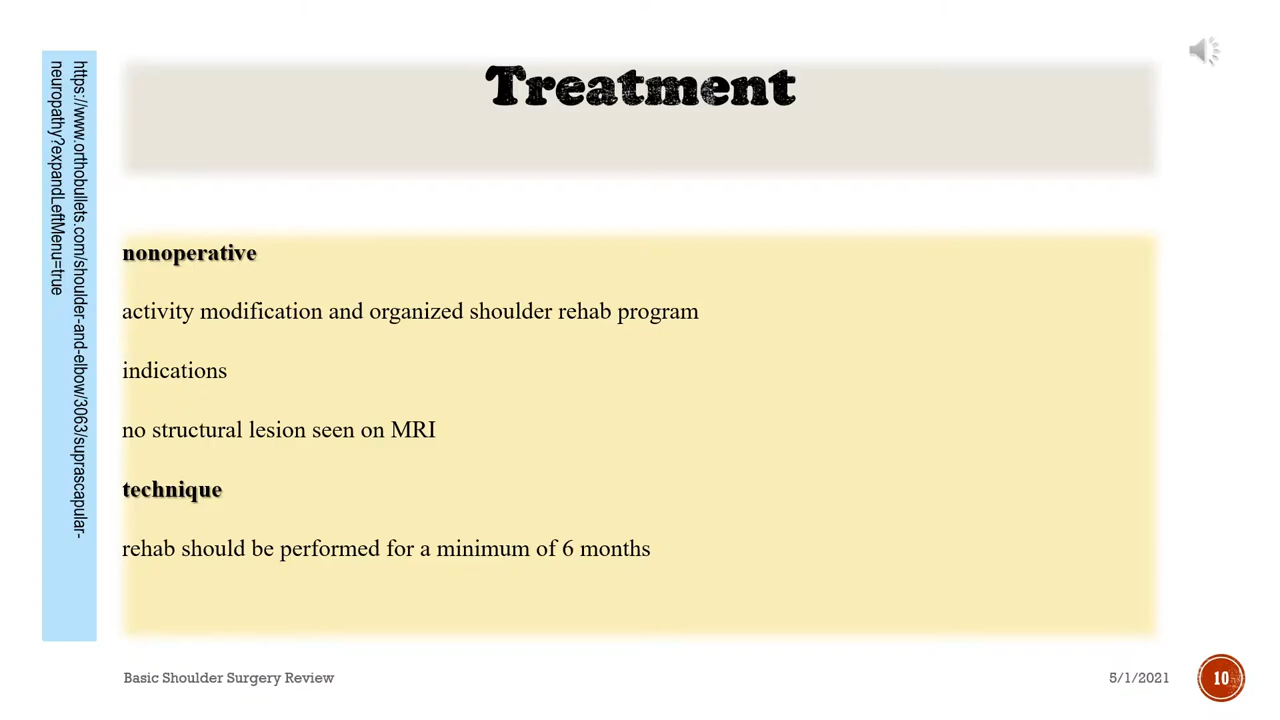 Treatment
https://www.orthobullets.com/shoulder-and-elbow/3063/suprascapular-
neuropathy?expandLeftMenu=true
nonoperative
activity modification and organized shoulder rehab program
indications
no structural lesion seen on MRI
technique
rehab should be performed for a minimum of 6 months
Basic Shoulder Surgery Review
5/1/2021
10